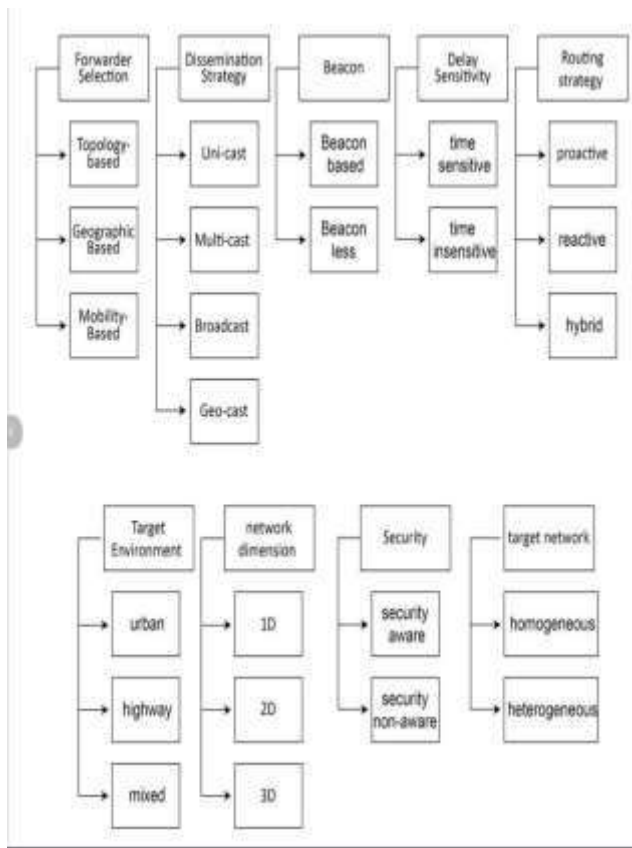 Forwarder
Selection
Topology-
based
Geographic
Based
Mobility-
Based
Dissemination
Strategy
Uni-cast
Multi-cast
Broadcast
Geo-cast
Beacon
Beacon
based
Beacon
less
Delay
Sensitivity
time
sensitive
time
insensitive
Routing
strategy
proactive
reactive
hybrid
Target
Environment
urban
highway
mixed
network
dimension
1D
2D
3D
Security
security
aware
security
non-aware
target network
homogeneous
heterogeneous